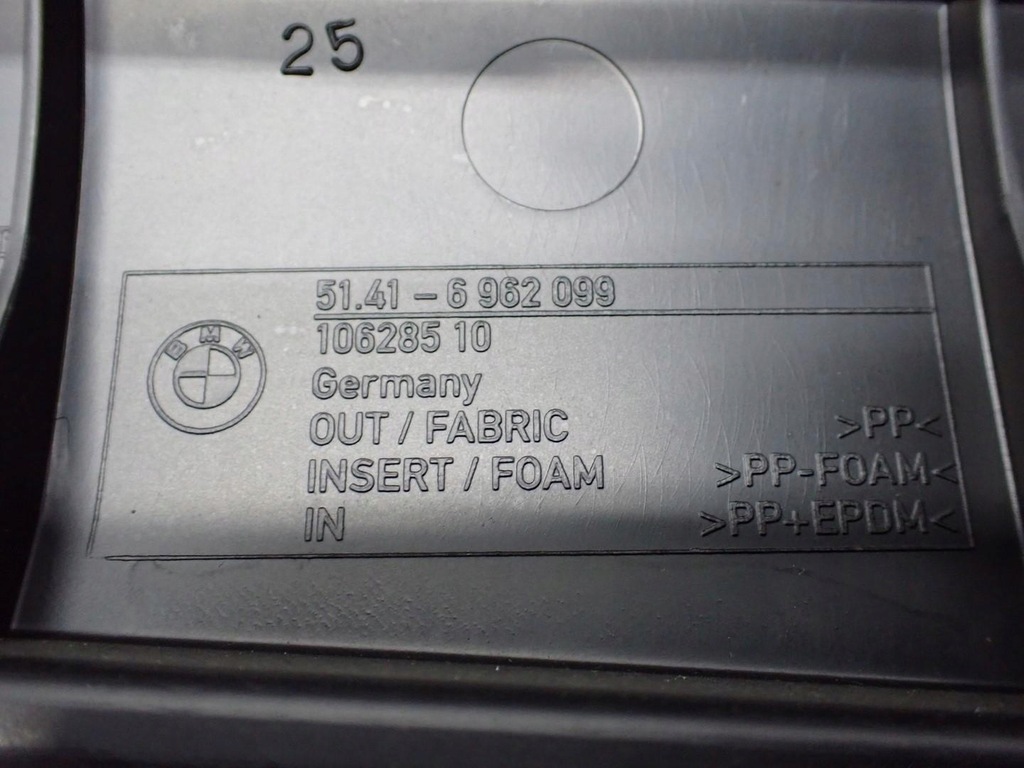 25
51.41 - 6 962 099
BMW
106285 10
Germany
OUT / FABRIC >PP<
INSERT / FOAM >PP-FOAM<
IN >PP+EPDM<